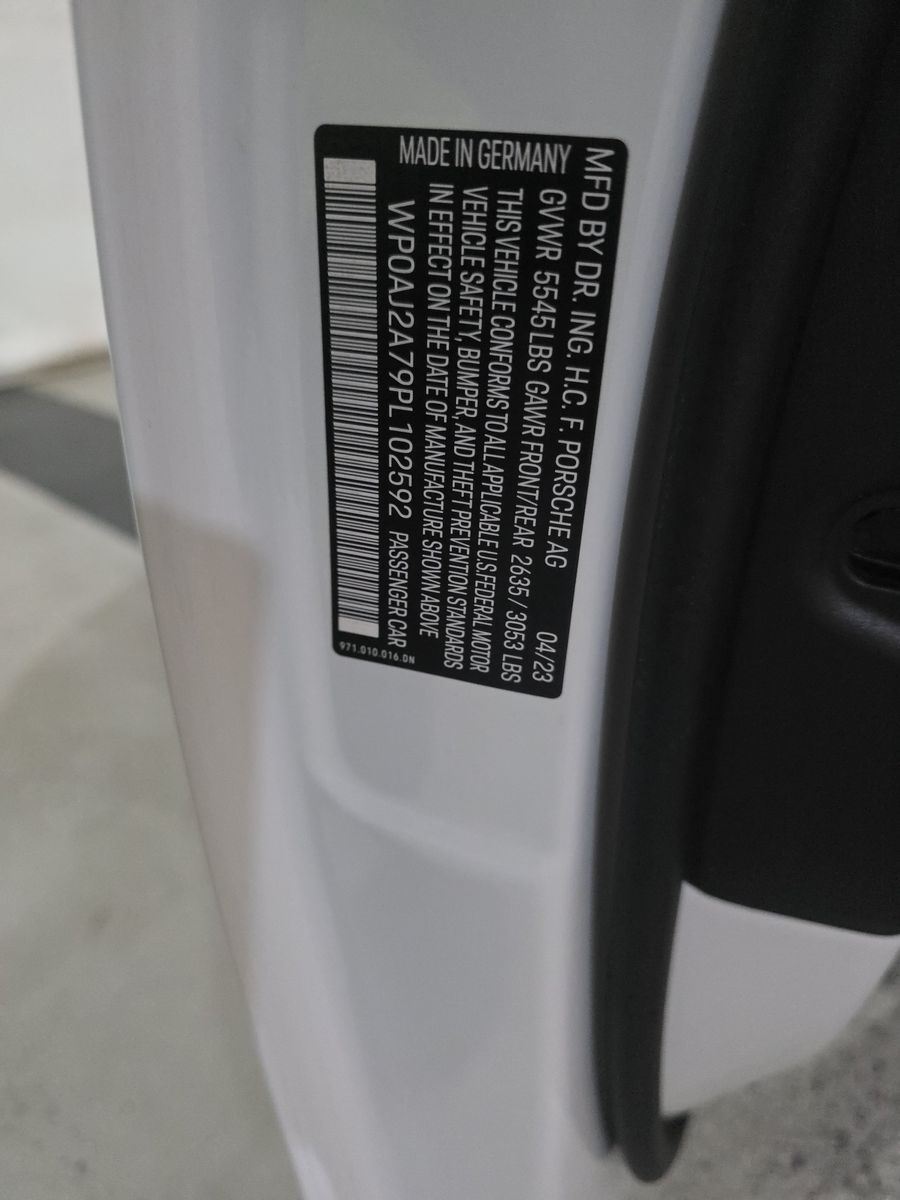 MFD BY DR. ING. H.C. F. PORSCHE AG 04/23
GVWR 5545 LBS GAWR FRONT/REAR 2635 / 3053 LBS
THIS VEHICLE CONFORMS TO ALL APPLICABLE U.S. FEDERAL MOTOR
VEHICLE SAFETY, BUMPER, AND THEFT PREVENTION STANDARDS
IN EFFECT ON THE DATE OF MANUFACTURE SHOWN ABOVE
MADE IN GERMANY
WP0AJ2A79PL102592 PASSENGER CAR
971.010.016.DN